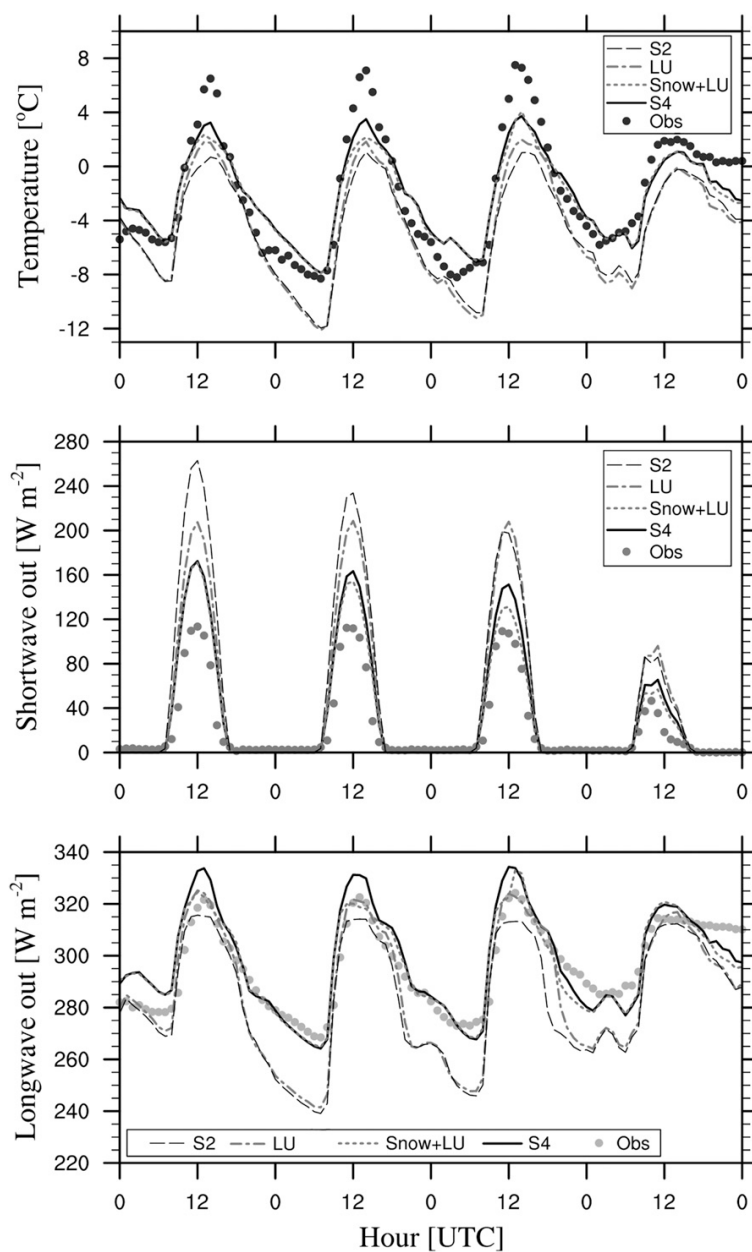 8
4
0
-4
-8
-12
Temperature [°C]
S2
LU
Snow+LU
S4
Obs
0 12 0 12 0 12 0 12 0
280
240
200
160
120
80
40
0
Shortwave out [W m⁻²]
S2
LU
Snow+LU
S4
Obs
0 12 0 12 0 12 0 12 0
340
320
300
280
260
240
220
Longwave out [W m⁻²]
S2 LU Snow+LU S4 Obs
0 12 0 12 0 12 0 12 0
Hour [UTC]